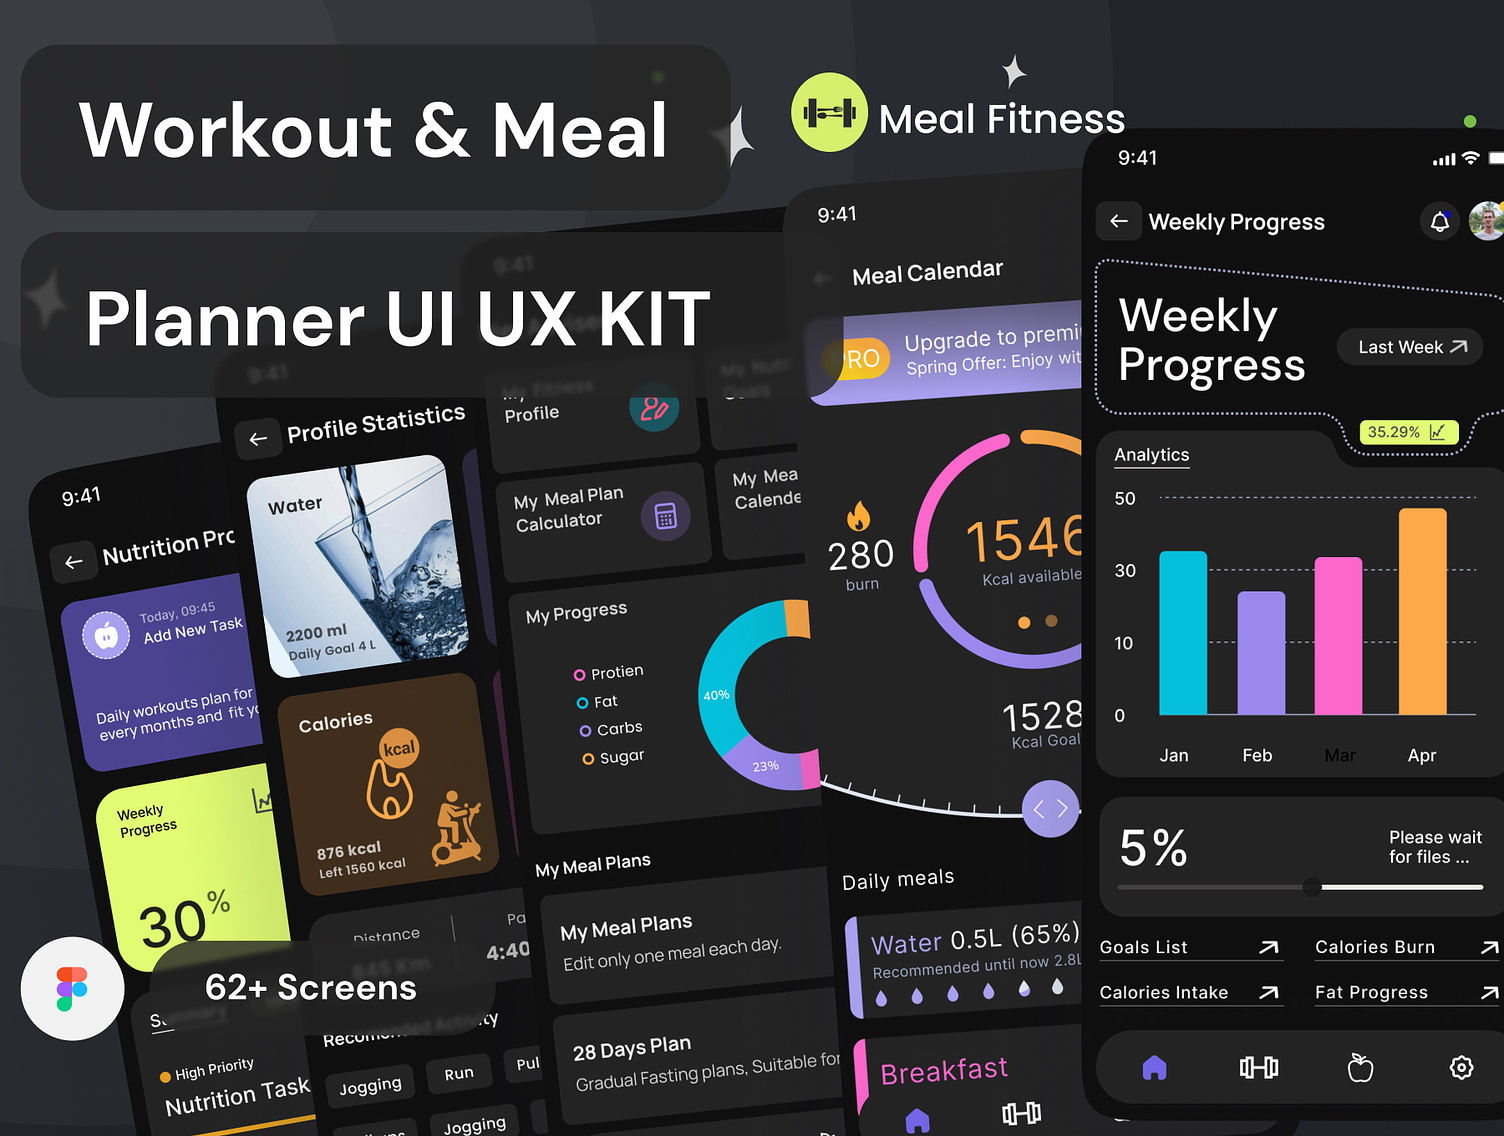 Workout & Meal
Planner UI UX KIT
Meal Fitness
62+ Screens
9:41
Nutrition Pro
Today, 09:45
Add New Task
Daily workouts plan for
every months and fit yo
Weekly
Progress
30%
Summary
High Priority
Nutrition Task
9:41
Profile Statistics
Water
2200 ml
Daily Goal 4 L
Calories
kcal
876 kcal
Left 1560 kcal
Distance
845 Km
Pa
4:40
Recomended Activity
Jogging
Run
Pul
Jogging
9:41
My Fitness
Profile
My Nutri
Goals
My Meal Plan
Calculator
My Mea
Calende
My Progress
Protien
Fat
Carbs
Sugar
40%
23%
My Meal Plans
My Meal Plans
Edit only one meal each day.
28 Days Plan
Gradual Fasting plans, Suitable for
9:41
Meal Calendar
PRO
Upgrade to premi
Spring Offer: Enjoy wit
280
burn
1546
Kcal available
1528
Kcal Goal
Daily meals
Water 0.5L (65%)
Recommended until now 2.8L
Breakfast
9:41
Weekly Progress
Weekly
Progress
Last Week
35.29%
Analytics
50
30
10
0
Jan
Feb
Mar
Apr
5%
Please wait
for files ...
Goals List
Calories Burn
Calories Intake
Fat Progress